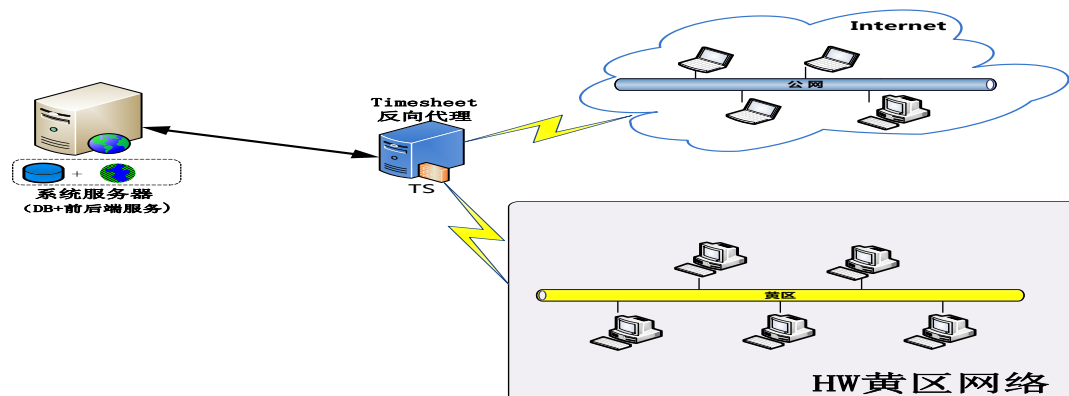 Internet
公网
Timesheet
反向代理
TS
+
系统服务器
（DB+前后端服务）
黄区
HW黄区网络